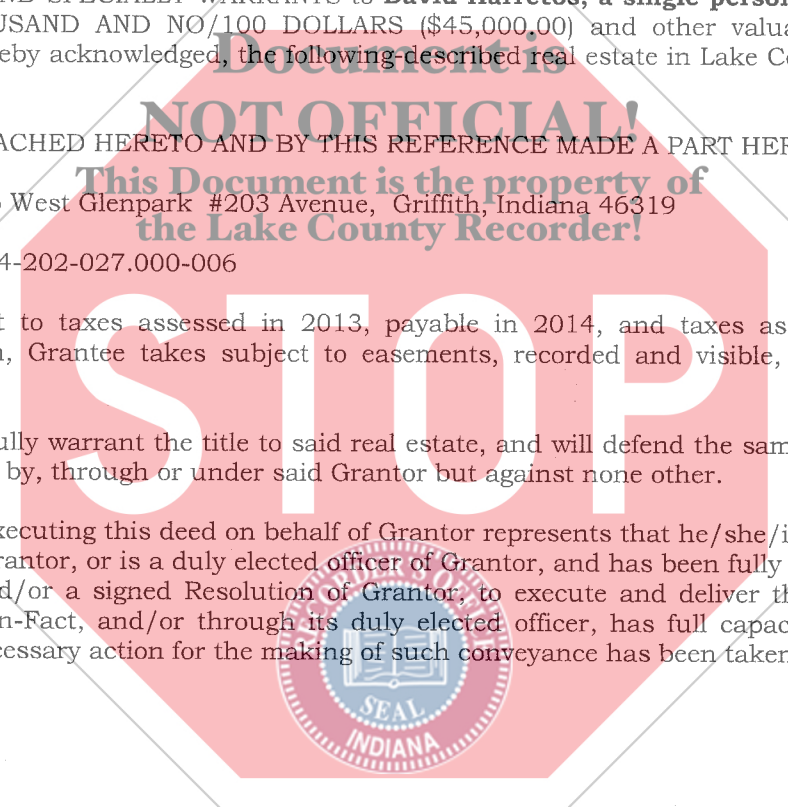 AND SPECIALLY WARRANTS to David Hafretos, a single perso
USAND AND NO/100 DOLLARS ($45,000.00) and other valua
eby acknowledged, the following-described real estate in Lake Co
Document is
NOT OFFICIAL!
ACHED HERETO AND BY THIS REFERENCE MADE A PART HER
This Document is the property of
West Glenpark #203 Avenue, Griffith, Indiana 46319
the Lake County Recorder!
4-202-027.000-006
STOP
t to taxes assessed in 2013, payable in 2014, and taxes as
, Grantee takes subject to easements, recorded and visible,
ully warrant the title to said real estate, and will defend the sam
by, through or under said Grantor but against none other.
xecuting this deed on behalf of Grantor represents that he/she/i
rantor, or is a duly elected officer of Grantor, and has been fully
d/or a signed Resolution of Grantor, to execute and deliver th
n-Fact, and/or through its duly elected officer, has full capac
cessary action for the making of such conveyance has been taken
RECORDER'S OFFICE
SEAL
INDIANA